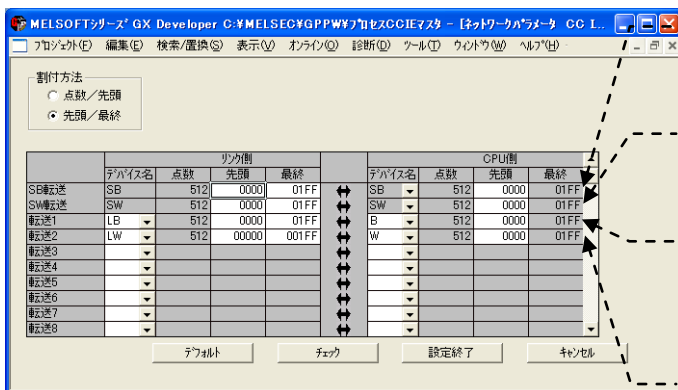 MELSOFTシリーズ GX Developer C:¥MELSEC¥GPPW¥プロセスCCIEマスタ - [ネットワークパラメータ CC I...
プロジェクト(F) 編集(E) 検索/置換(S) 表示(V) オンライン(O) 診断(D) ツール(T) ウィンドウ(W) ヘルプ(H)
割付方法
点数/先頭
先頭/最終
リンク側 CPU側
デバイス名 点数 先頭 最終 デバイス名 点数 先頭 最終
SB転送 SB 512 0000 01FF SB 512 0000 01FF
SW転送 SW 512 0000 01FF SW 512 0000 01FF
転送1 LB 512 0000 01FF B 512 0000 01FF
転送2 LW 512 00000 001FF W 512 0000 01FF
転送3
転送4
転送5
転送6
転送7
転送8
デフォルト チェック 設定終了 キャンセル